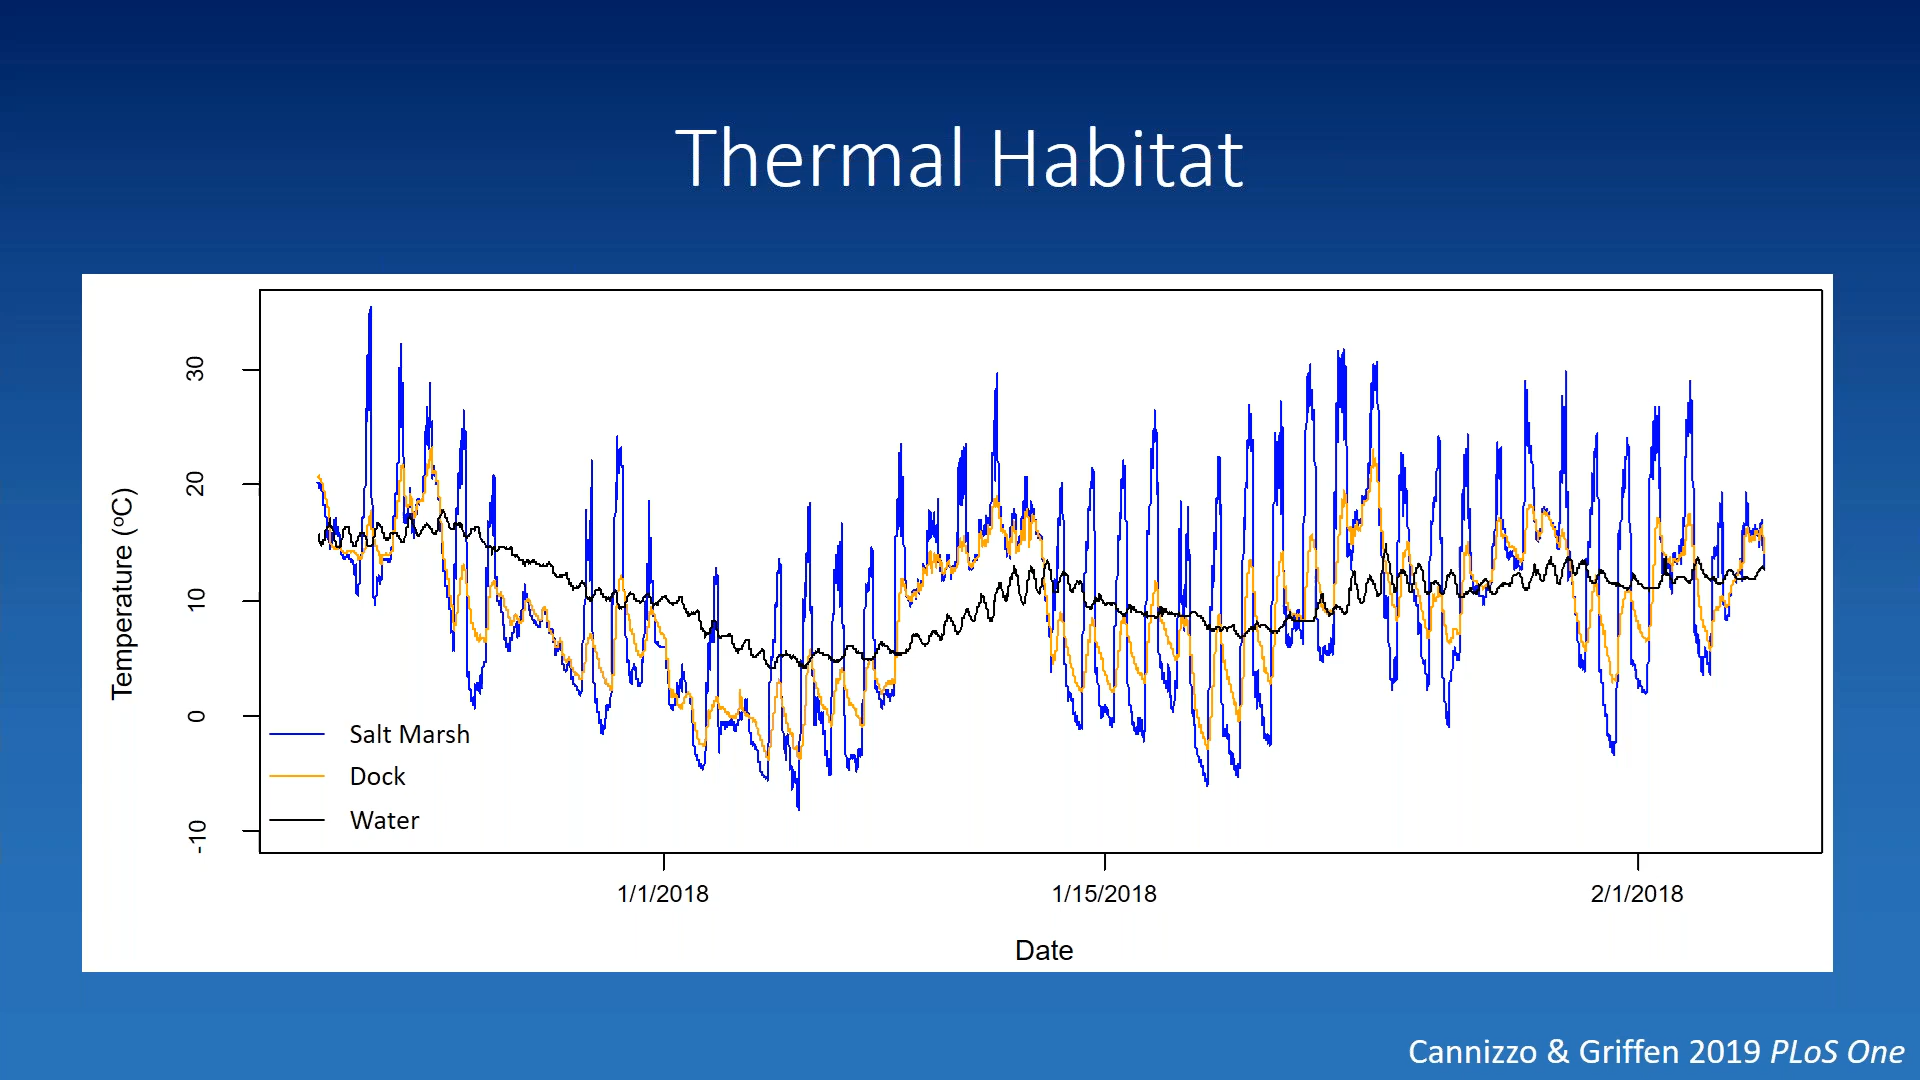 Thermal Habitat
Temperature (°C)
30
20
10
0
-10
Salt Marsh
Dock
Water
1/1/2018
1/15/2018
2/1/2018
Date
Cannizzo & Griffen 2019 PLoS One